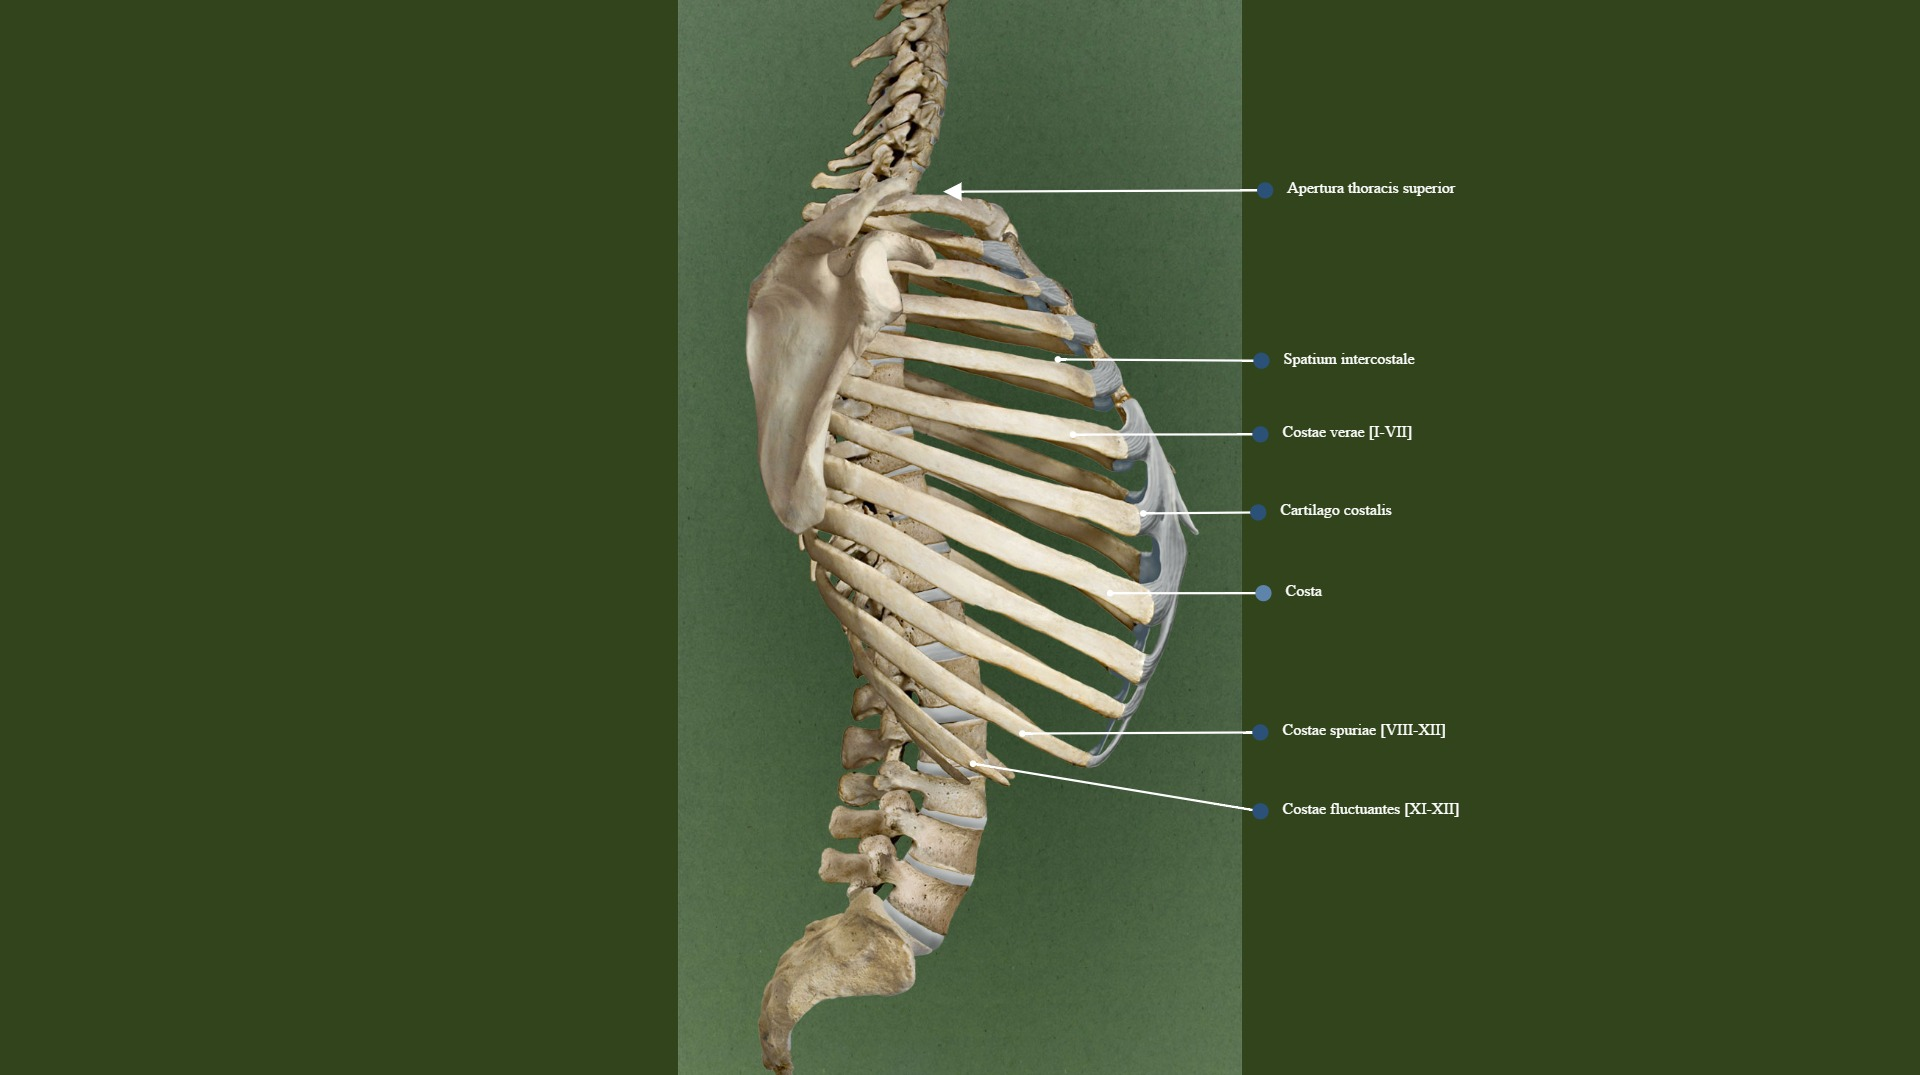 Apertura thoracis superior
Spatium intercostale
Costae verae [I-VII]
Cartilago costalis
Costa
Costae spuriae [VIII-XII]
Costae fluctuantes [XI-XII]